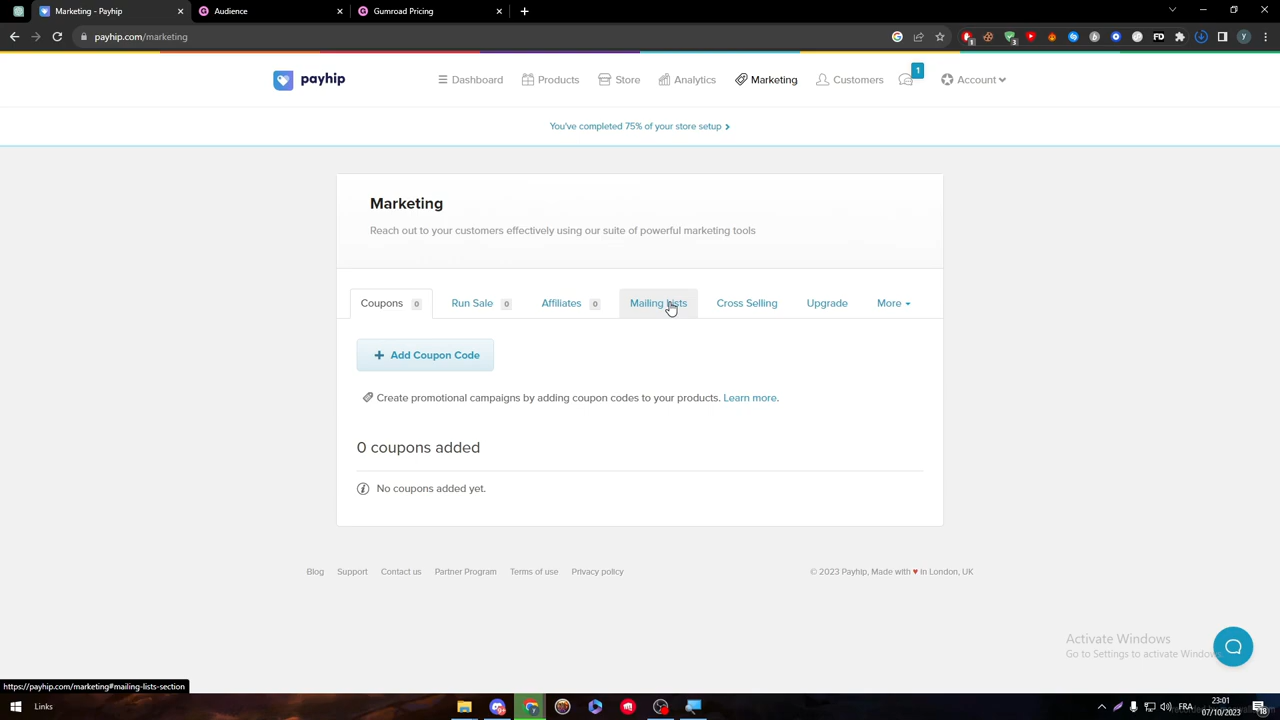 Marketing - Payhip
Audience
Gumroad Pricing
payhip.com/marketing
payhip
Dashboard
Products
Store
Analytics
Marketing
Customers
1
Account
You've completed 75% of your store setup
Marketing
Reach out to your customers effectively using our suite of powerful marketing tools
Coupons 0
Run Sale 0
Affiliates 0
Mailing Lists
Cross Selling
Upgrade
More
+ Add Coupon Code
Create promotional campaigns by adding coupon codes to your products. Learn more.
0 coupons added
No coupons added yet.
Blog
Support
Contact us
Partner Program
Terms of use
Privacy policy
© 2023 Payhip, Made with ♥ in London, UK
Activate Windows
Go to Settings to activate Windows
https://payhip.com/marketing#mailing-lists-section
Links
FRA
23:01
07/10/2023
18